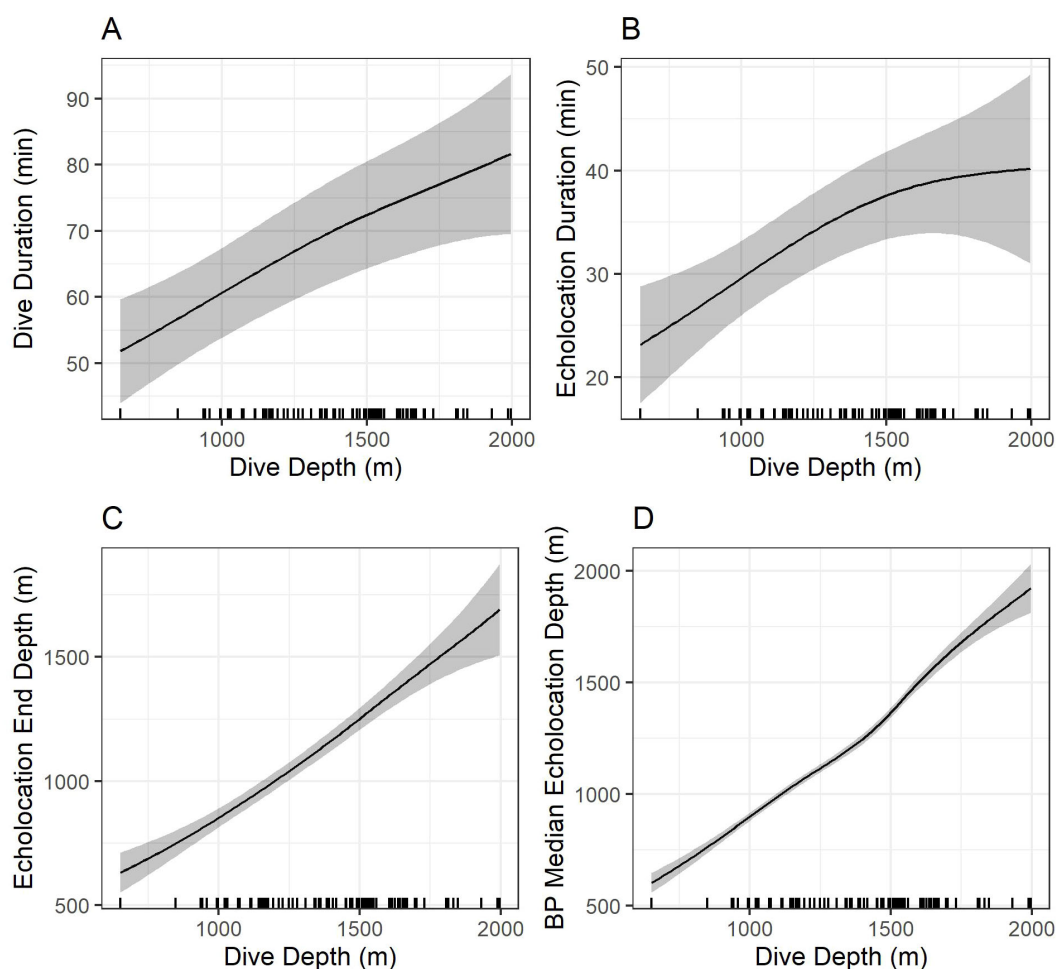 A
Dive Duration (min)
90
80
70
60
50
1000
1500
2000
Dive Depth (m)
B
Echolocation Duration (min)
50
40
30
20
1000
1500
2000
Dive Depth (m)
C
Echolocation End Depth (m)
1500
1000
500
1000
1500
2000
Dive Depth (m)
D
BP Median Echolocation Depth (m)
2000
1500
1000
500
1000
1500
2000
Dive Depth (m)